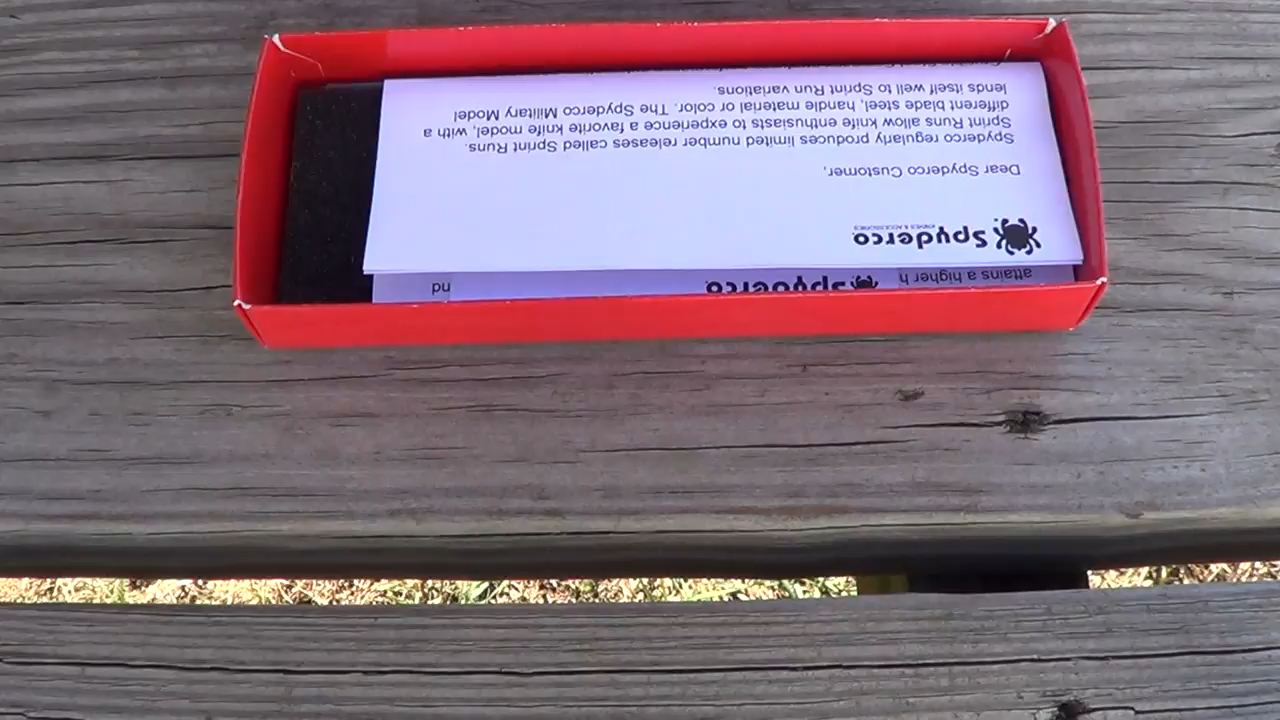 Spyderco
KNIVES & ACCESSORIES
Dear Spyderco Customer,
Spyderco regularly produces limited number releases called Sprint Runs.
Sprint Runs allow knife enthusiasts to experience a favorite knife model, with a
different blade steel, handle material or color. The Spyderco Military Model
lends itself well to Sprint Run variations.
attains a higher h
Spyderco
nd